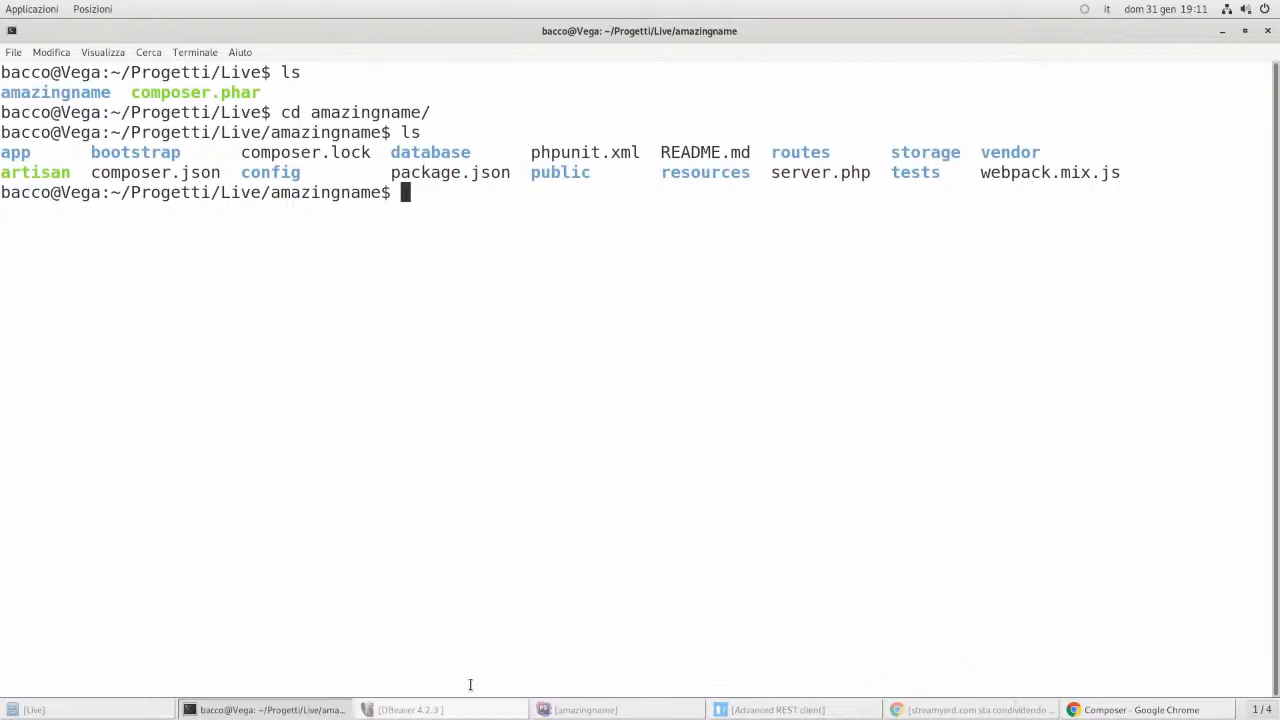 Applicazioni Posizioni it dom 31 gen 19:11
bacco@Vega: ~/Progetti/Live/amazingname
File Modifica Visualizza Cerca Terminale Aiuto
bacco@Vega:~/Progetti/Live$ ls
amazingname composer.phar
bacco@Vega:~/Progetti/Live$ cd amazingname/
bacco@Vega:~/Progetti/Live/amazingname$ ls
app bootstrap composer.lock database phpunit.xml README.md routes storage vendor
artisan composer.json config package.json public resources server.php tests webpack.mix.js
bacco@Vega:~/Progetti/Live/amazingname$
[Live] bacco@Vega: ~/Progetti/Live/ama... [DBeaver 4.2.3] [amazingname] [Advanced REST client] [streamyard.com sta condividendo ... Composer - Google Chrome 1 / 4